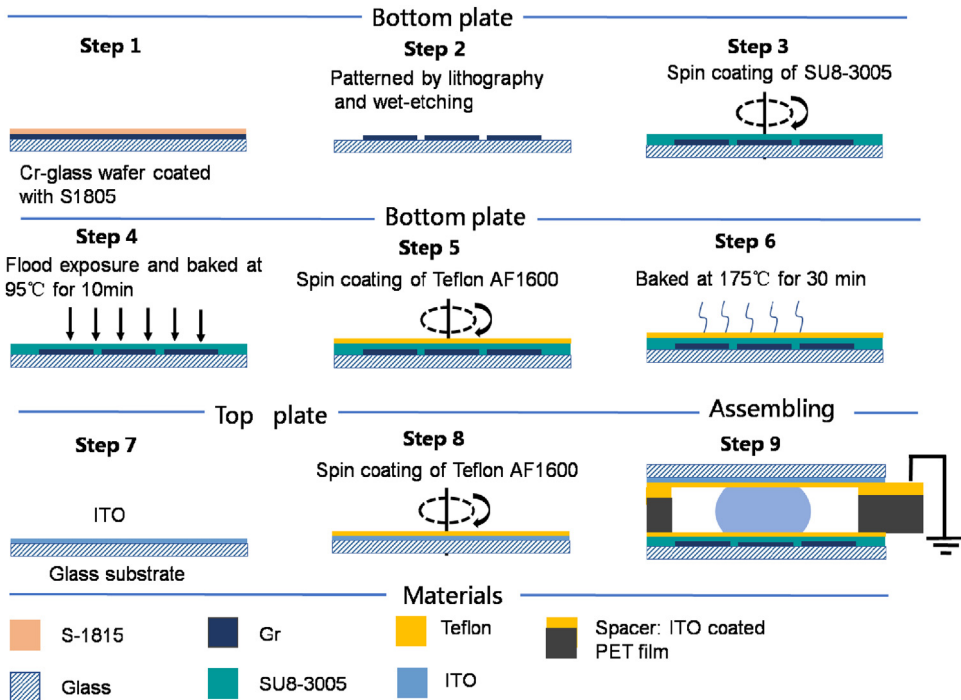 Bottom plate
Step 1
Step 2
Step 3
Patterned by lithography
and wet-etching
Spin coating of SU8-3005
Cr-glass wafer coated
with S1805
Bottom plate
Step 4
Step 5
Step 6
Flood exposure and baked at
95℃ for 10min
Spin coating of Teflon AF1600
Baked at 175℃ for 30 min
Top plate
Assembling
Step 7
Step 8
Step 9
Spin coating of Teflon AF1600
ITO
Glass substrate
Materials
S-1815
Gr
Teflon
Spacer: ITO coated
PET film
Glass
SU8-3005
ITO